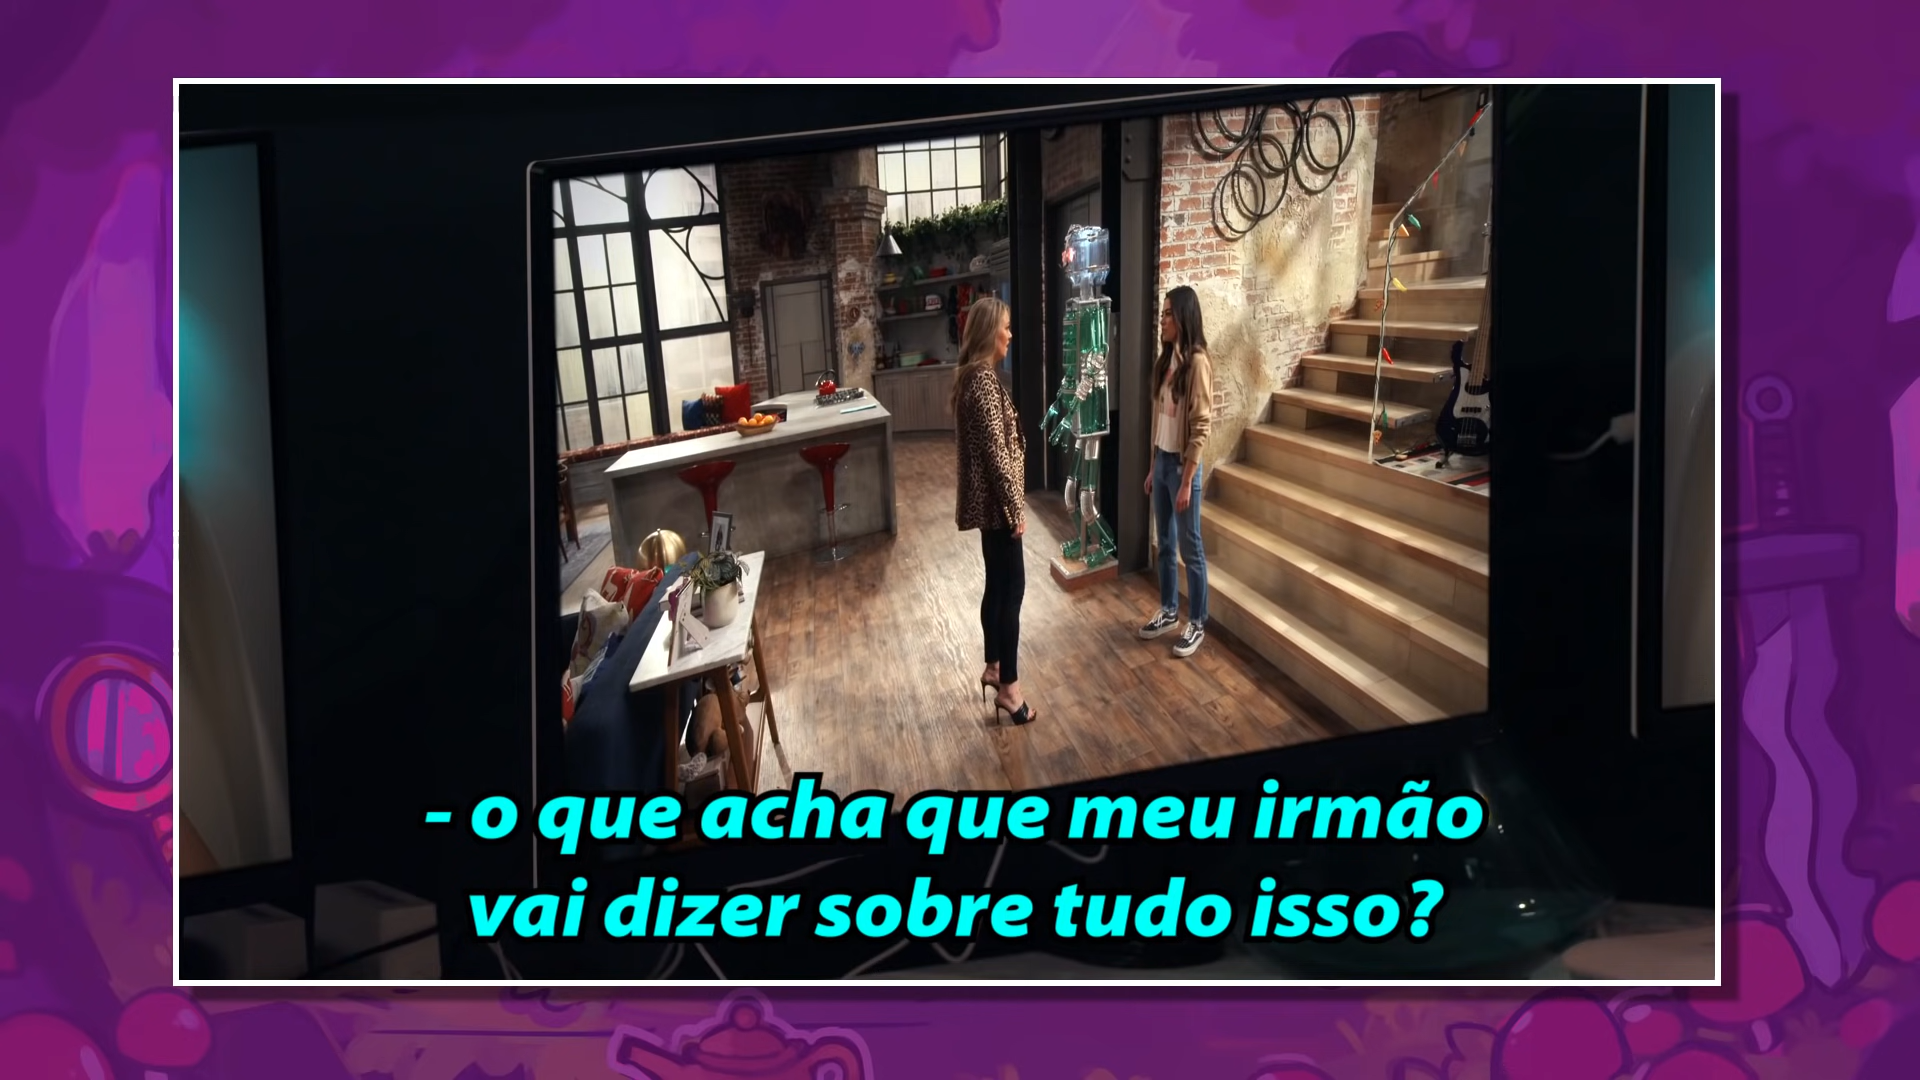 - o que acha que meu irmão
vai dizer sobre tudo isso?